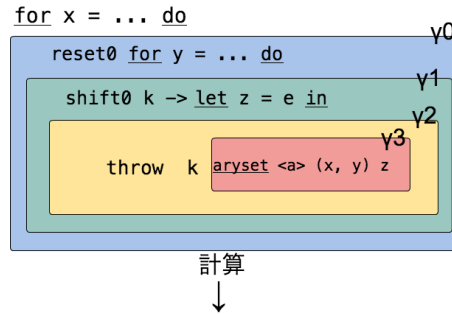 for x = ... do
γ0
reset0 for y = ... do
γ1
shift0 k -> let z = e in
γ2
γ3
throw k aryset <a> (x, y) z
計算
↓